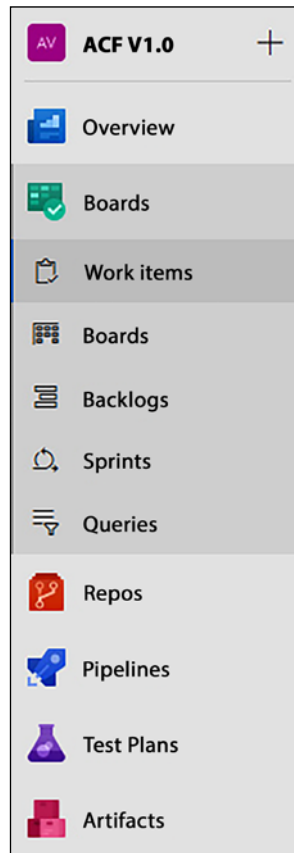 AV ACF V1.0 +
Overview
Boards
Work items
Boards
Backlogs
Sprints
Queries
Repos
Pipelines
Test Plans
Artifacts